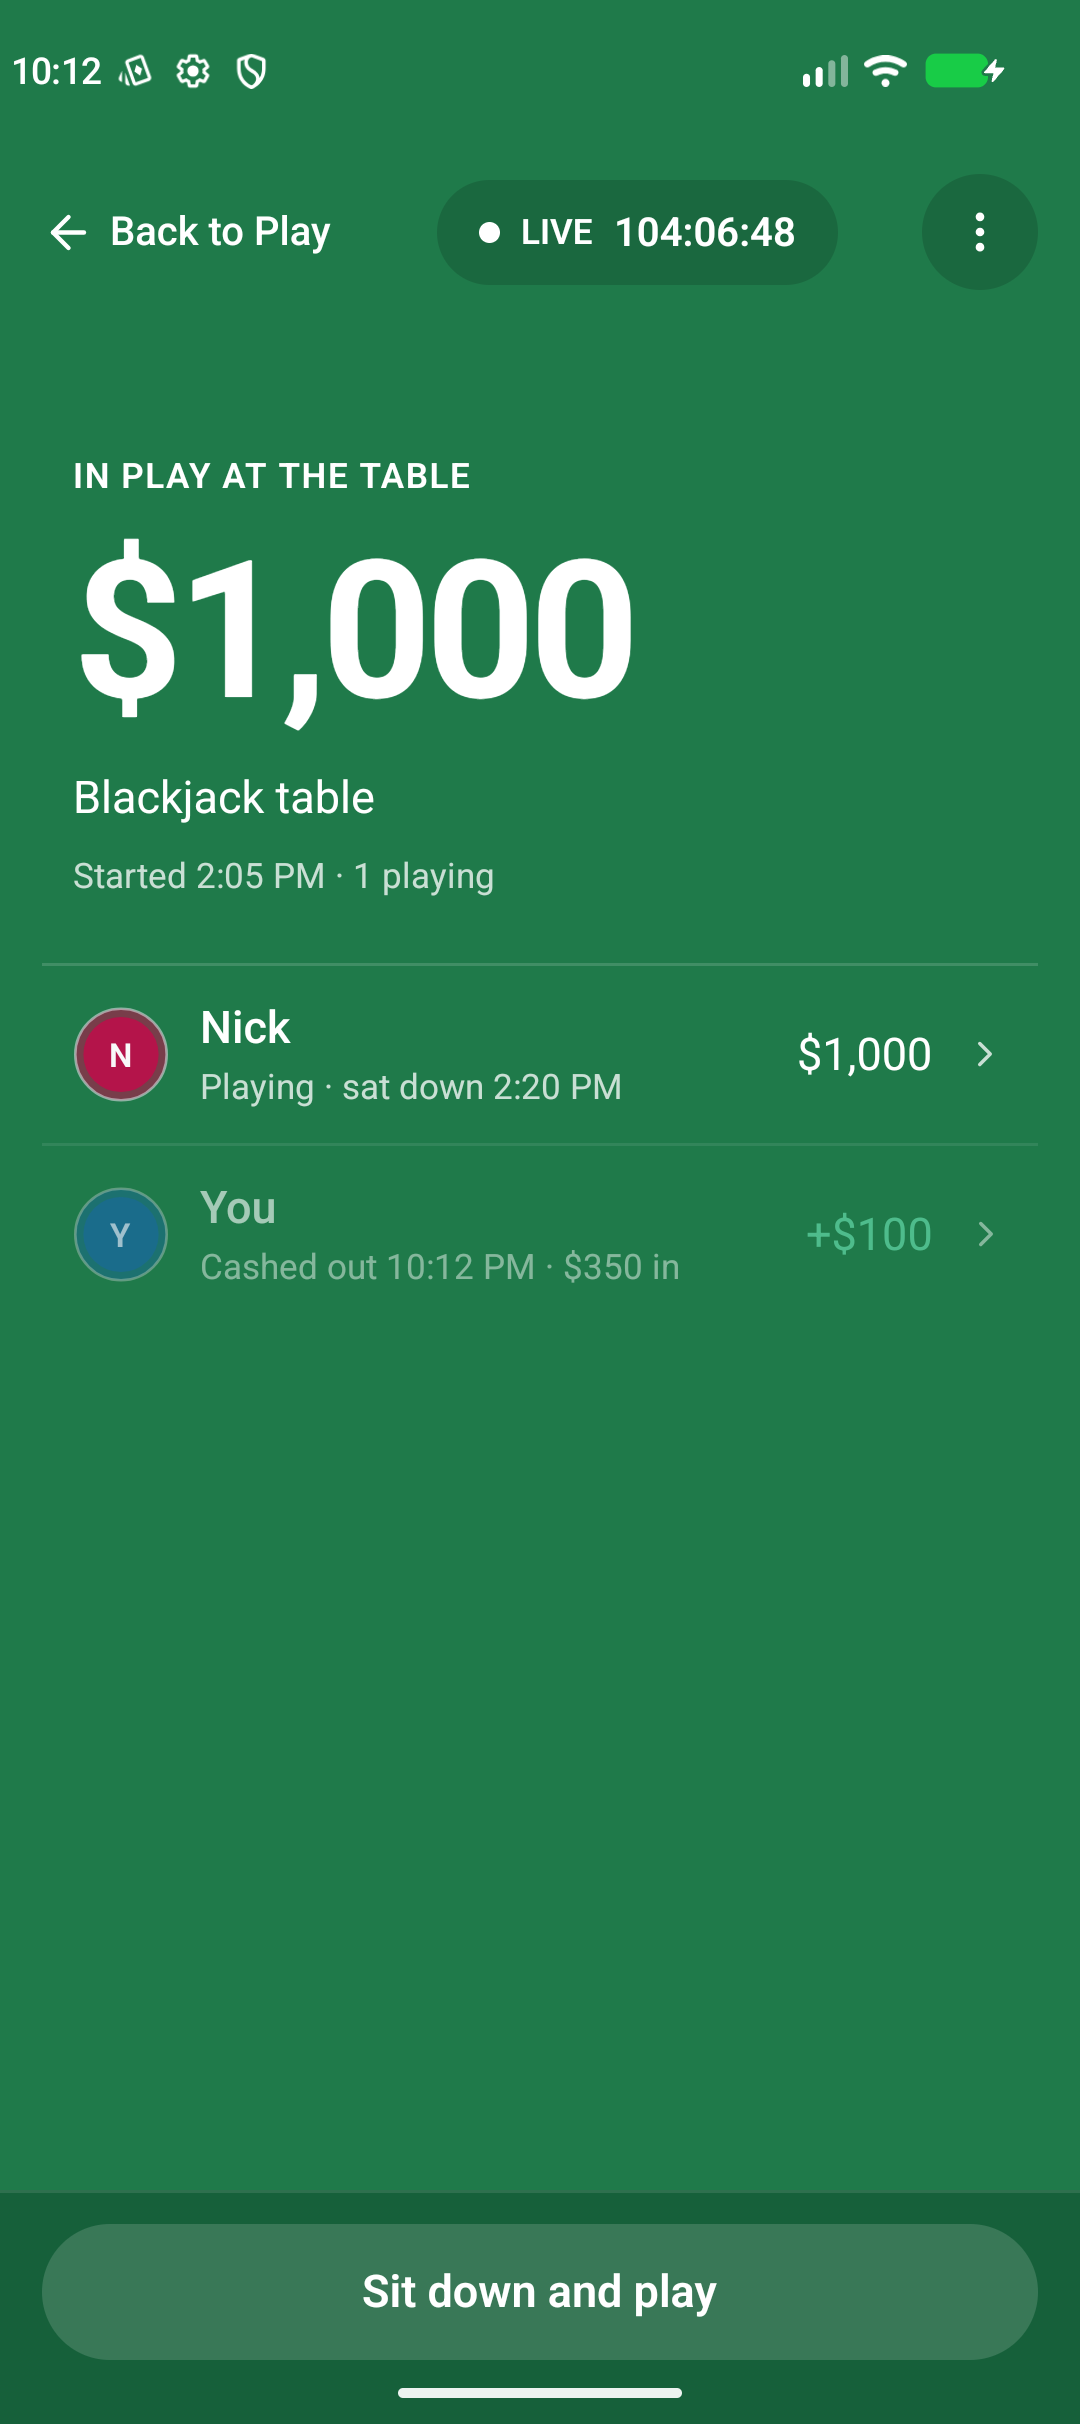 10:12
Back to Play
LIVE 104:06:48
IN PLAY AT THE TABLE
$1,000
Blackjack table
Started 2:05 PM · 1 playing
N
Nick
Playing · sat down 2:20 PM
$1,000
Y
You
Cashed out 10:12 PM · $350 in
+$100
Sit down and play